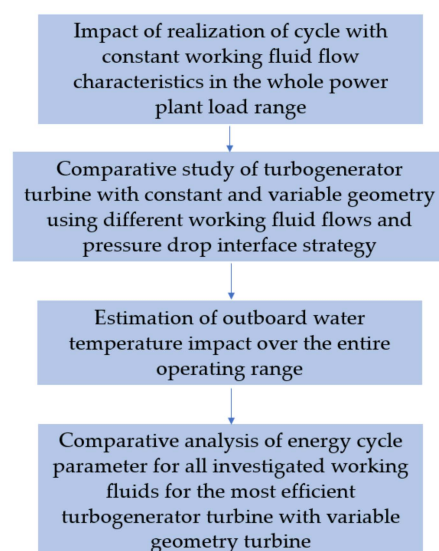 Impact of realization of cycle with
constant working fluid flow
characteristics in the whole power
plant load range
Comparative study of turbogenerator
turbine with constant and variable geometry
using different working fluid flows and
pressure drop interface strategy
Estimation of outboard water
temperature impact over the entire
operating range
Comparative analysis of energy cycle
parameter for all investigated working
fluids for the most efficient
turbogenerator turbine with variable
geometry turbine